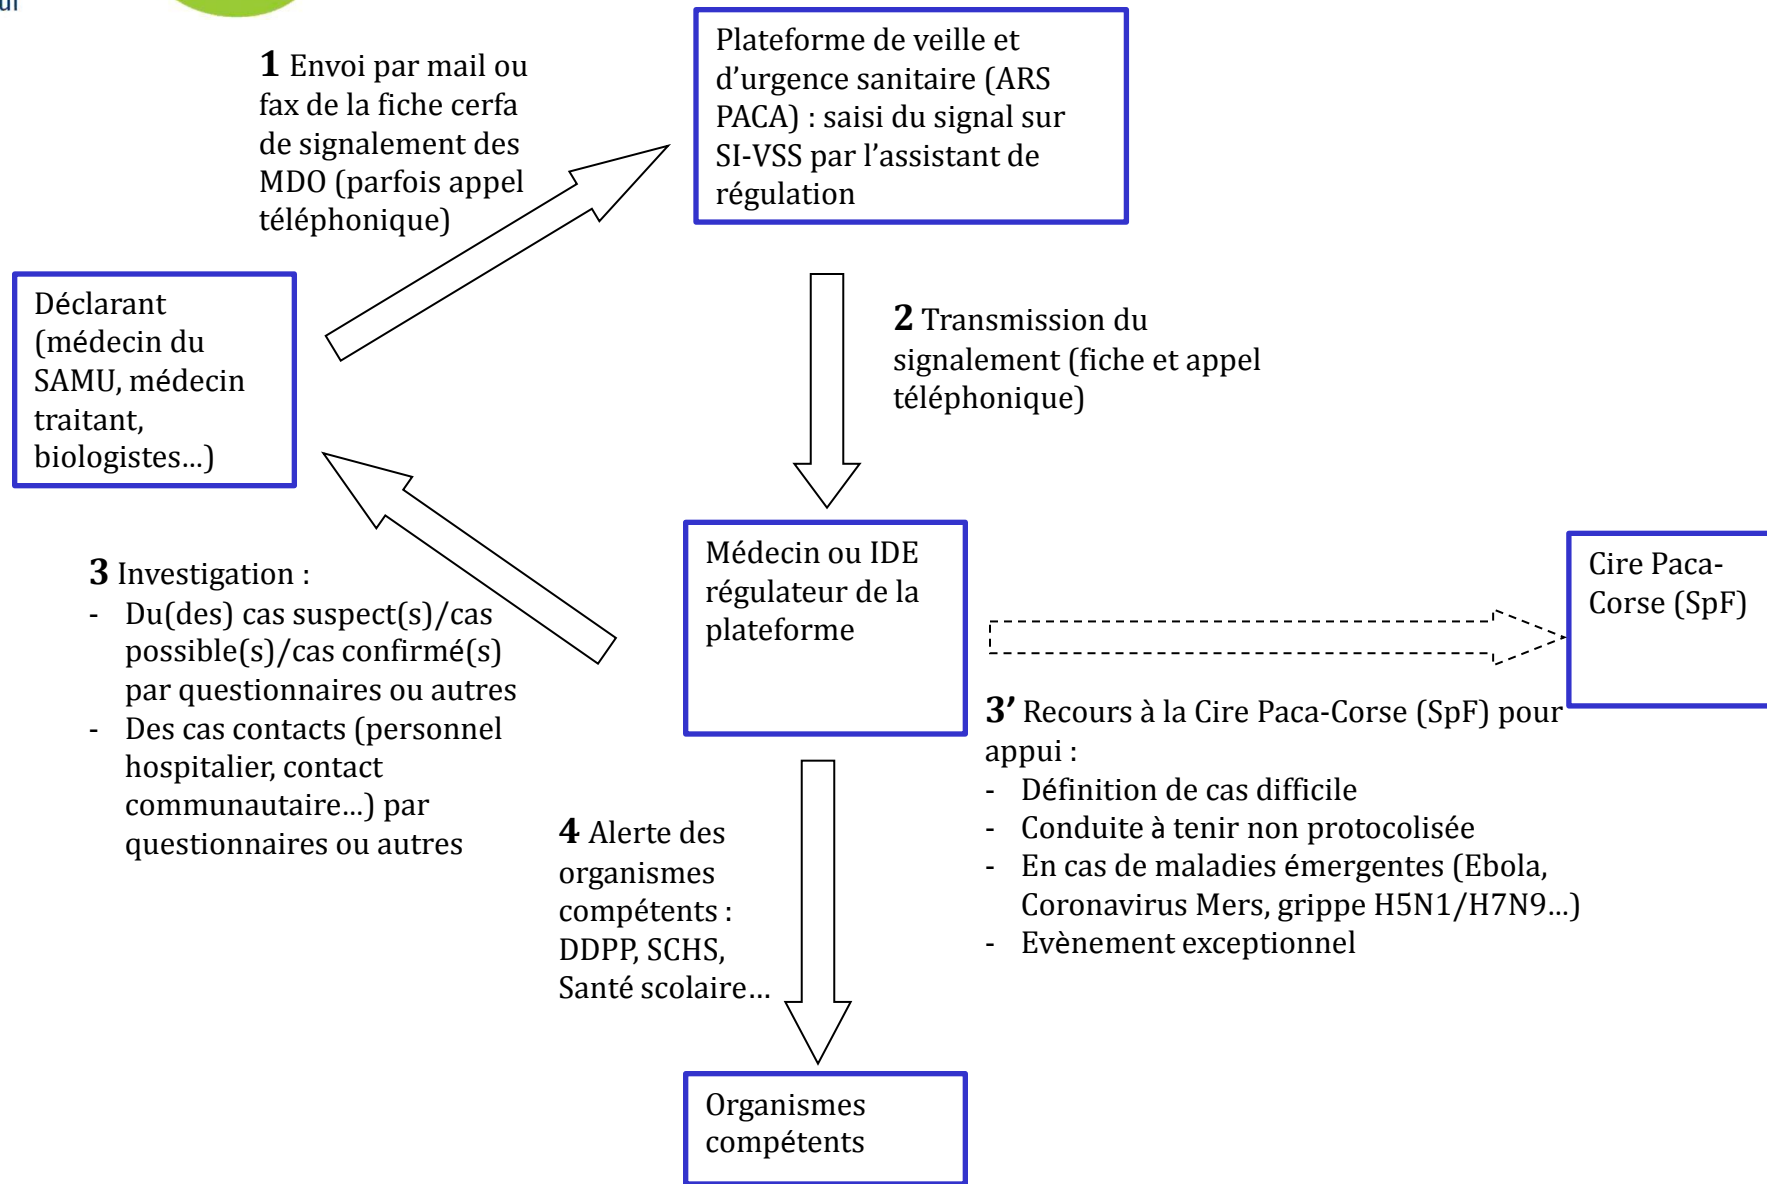 1 Envoi par mail ou
fax de la fiche cerfa
de signalement des
MDO (parfois appel
téléphonique)
Plateforme de veille et
d’urgence sanitaire (ARS
PACA) : saisi du signal sur
SI-VSS par l’assistant de
régulation
Déclarant
(médecin du
SAMU, médecin
traitant,
biologistes…)
2 Transmission du
signalement (fiche et appel
téléphonique)
3 Investigation :
- Du(des) cas suspect(s)/cas
possible(s)/cas confirmé(s)
par questionnaires ou autres
- Des cas contacts (personnel
hospitalier, contact
communautaire…) par
questionnaires ou autres
Médecin ou IDE
régulateur de la
plateforme
Cire Paca-
Corse (SpF)
3’ Recours à la Cire Paca-Corse (SpF) pour
appui :
- Définition de cas difficile
- Conduite à tenir non protocolisée
- En cas de maladies émergentes (Ebola,
Coronavirus Mers, grippe H5N1/H7N9…)
- Evènement exceptionnel
4 Alerte des
organismes
compétents :
DDPP, SCHS,
Santé scolaire…
Organismes
compétents